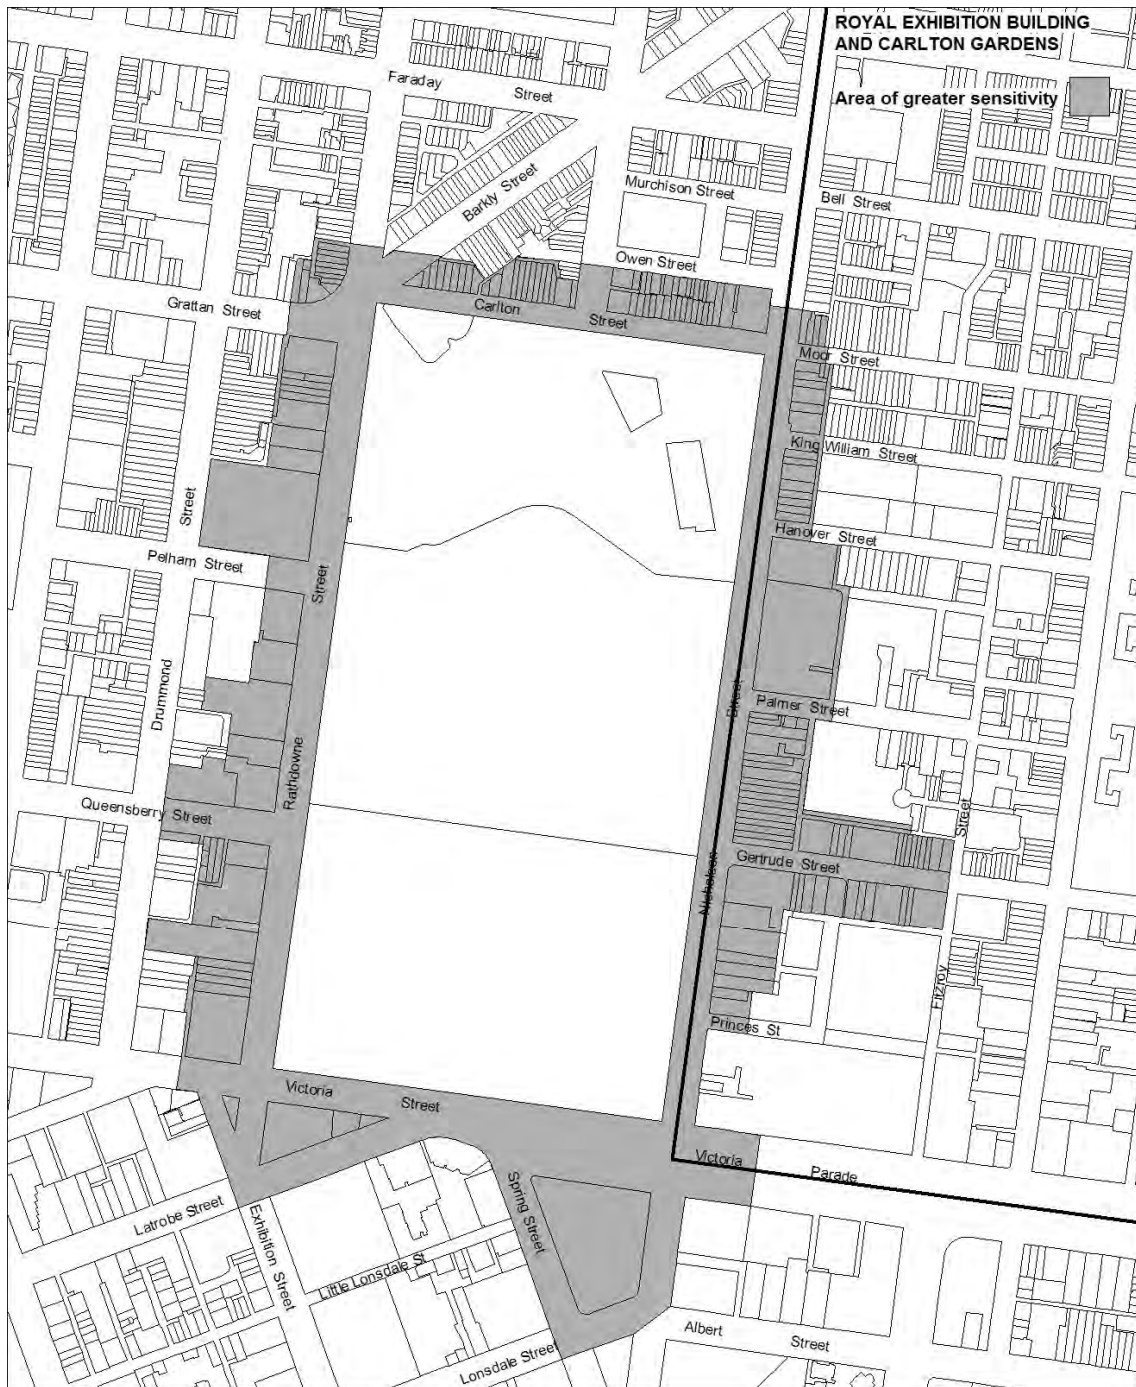 ROYAL EXHIBITION BUILDING
AND CARLTON GARDENS
Area of greater sensitivity
Faraday Street
Barkly Street
Murchison Street
Bell Street
Owen Street
Grattan Street
Carlton Street
Moor Street
King William Street
Street
Hanover Street
Pelham Street
Street
Drummond
Street
Palmer Street
Rathdowne
Queensberry Street
Street
Gertrude Street
Nicholson
Fitzroy
Princes St
Victoria Street
Victoria Parade
Spring Street
Latrobe Street
Exhibition Street
Little Lonsdale St
Lonsdale Street
Albert Street